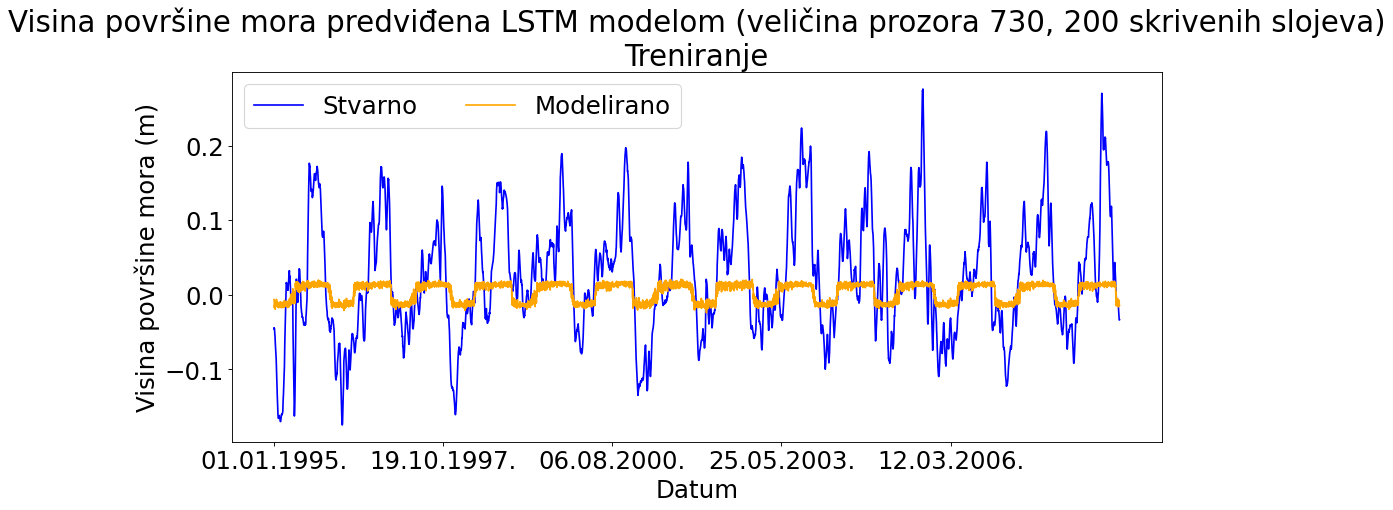 Visina površine mora predviđena LSTM modelom (veličina prozora 730, 200 skrivenih slojeva)
Treniranje
Stvarno Modelirano
Visina površine mora (m)
0.2
0.1
0.0
−0.1
01.01.1995. 19.10.1997. 06.08.2000. 25.05.2003. 12.03.2006.
Datum